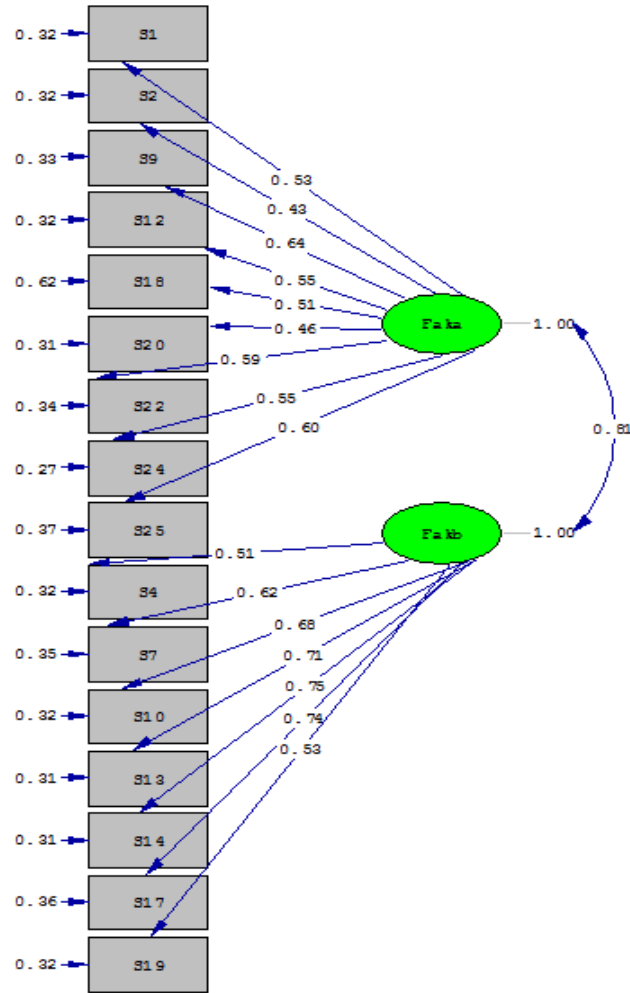 0.32 S1
0.32 S2
0.33 S9
0.32 S12
0.62 S18
0.31 S20
0.34 S22
0.27 S24
0.37 S25
0.32 S4
0.35 S7
0.32 S10
0.31 S13
0.31 S14
0.36 S17
0.32 S19
0.53
0.43
0.64
0.55
0.51
0.46
0.59
0.55
0.60
Faka 1.00
0.81
Fakb 1.00
0.51
0.62
0.68
0.71
0.75
0.74
0.53